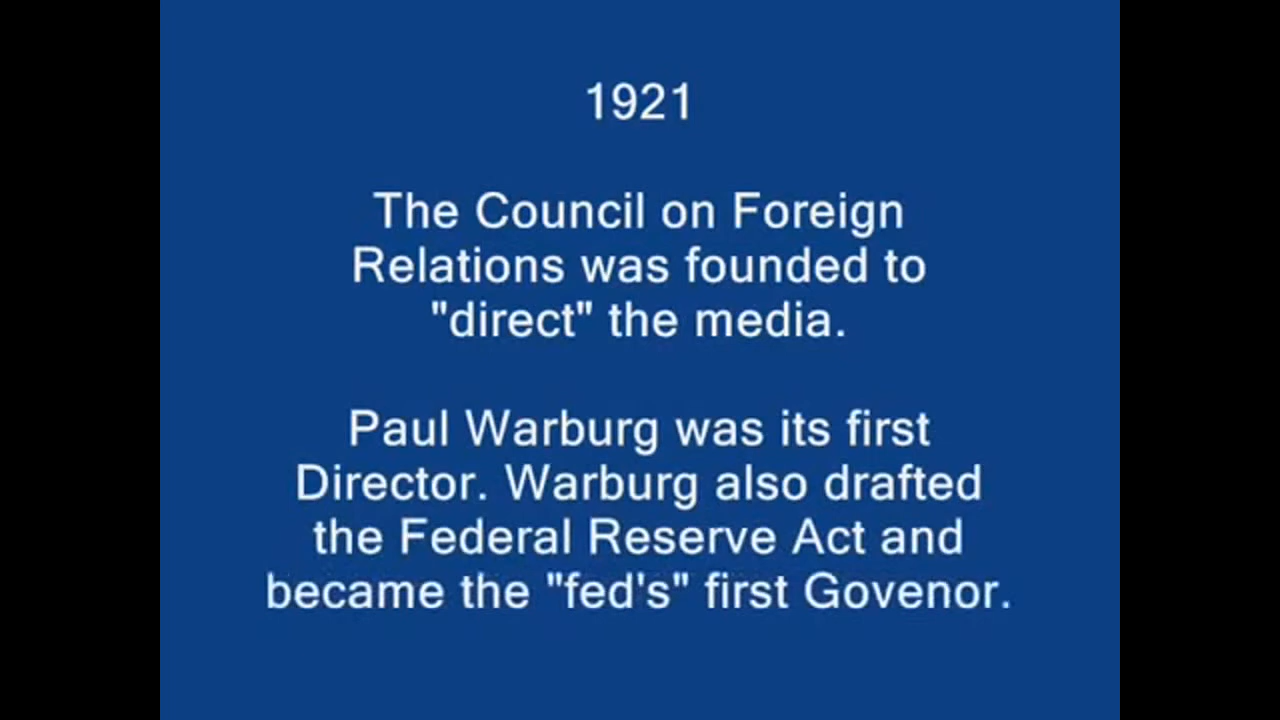 1921
The Council on Foreign
Relations was founded to
"direct" the media.
Paul Warburg was its first
Director. Warburg also drafted
the Federal Reserve Act and
became the "fed's" first Govenor.